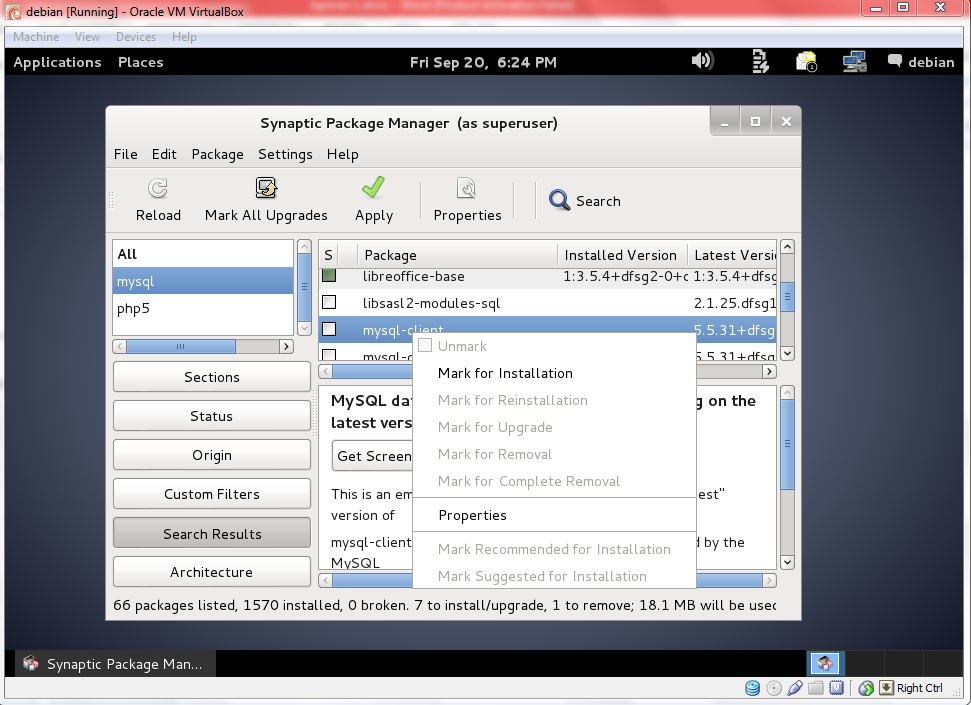 debian [Running] - Oracle VM VirtualBox
Machine View Devices Help
Applications Places Fri Sep 20, 6:24 PM debian
Synaptic Package Manager (as superuser)
File Edit Package Settings Help
Reload Mark All Upgrades Apply Properties Search
All
mysql
php5
S Package Installed Version Latest Versi
libreoffice-base 1:3.5.4+dfsg2-0+c 1:3.5.4+dfsg
libsasl2-modules-sql 2.1.25.dfsg1
mysql-client 5.5.31+dfsg
5.5.31+dfsg
Sections
Status
Origin
Custom Filters
Search Results
Architecture
Unmark
Mark for Installation
Mark for Reinstallation
Mark for Upgrade
Mark for Removal
Mark for Complete Removal
Properties
Mark Recommended for Installation
Mark Suggested for Installation
MySQL dat g on the
latest vers
Get Screen
This is an em est"
version of
mysql-client d by the
MySQL
66 packages listed, 1570 installed, 0 broken. 7 to install/upgrade, 1 to remove; 18.1 MB will be used
Synaptic Package Man...
Right Ctrl